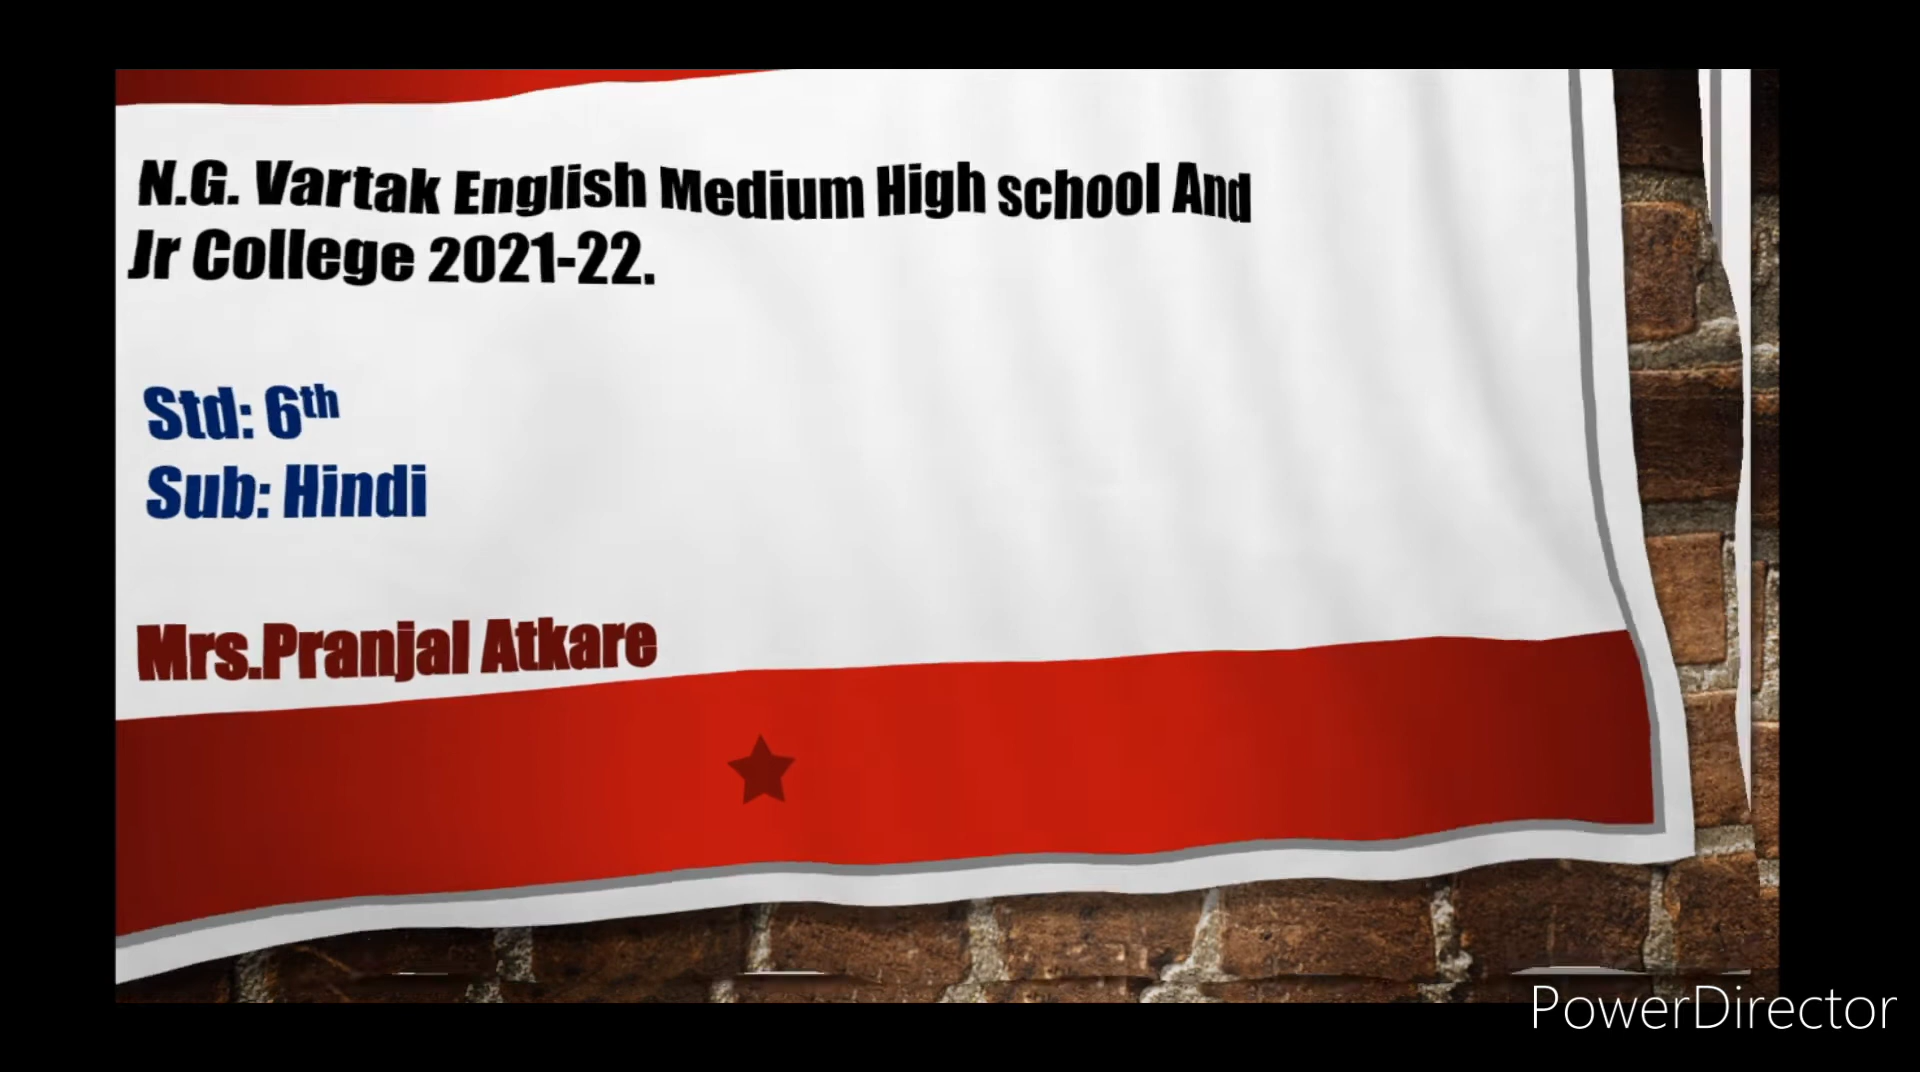 N.G. Vartak English Medium High school And
Jr College 2021-22.
Std: 6th
Sub: Hindi
Mrs.Pranjal Atkare
PowerDirector